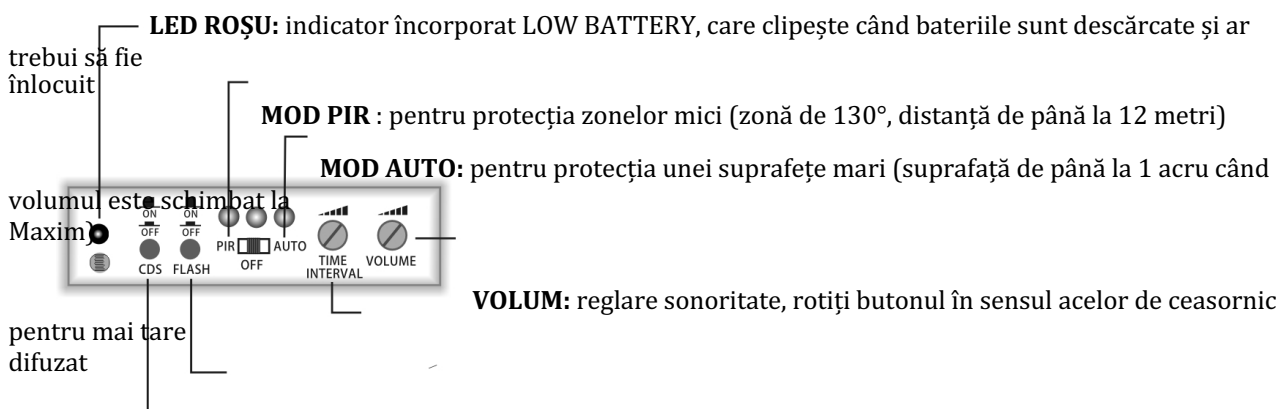 LED ROȘU: indicator încorporat LOW BATTERY, care clipește când bateriile sunt descărcate și ar
trebui să fie
înlocuit
MOD PIR : pentru protecția zonelor mici (zonă de 130°, distanță de până la 12 metri)
MOD AUTO: pentru protecția unei suprafețe mari (suprafață de până la 1 acru când
volumul este schimbat la
Maxim)
ON ON
OFF OFF
PIR AUTO
CDS FLASH OFF TIME INTERVAL VOLUME
VOLUM: reglare sonoritate, rotiți butonul în sensul acelor de ceasornic
pentru mai tare
difuzat